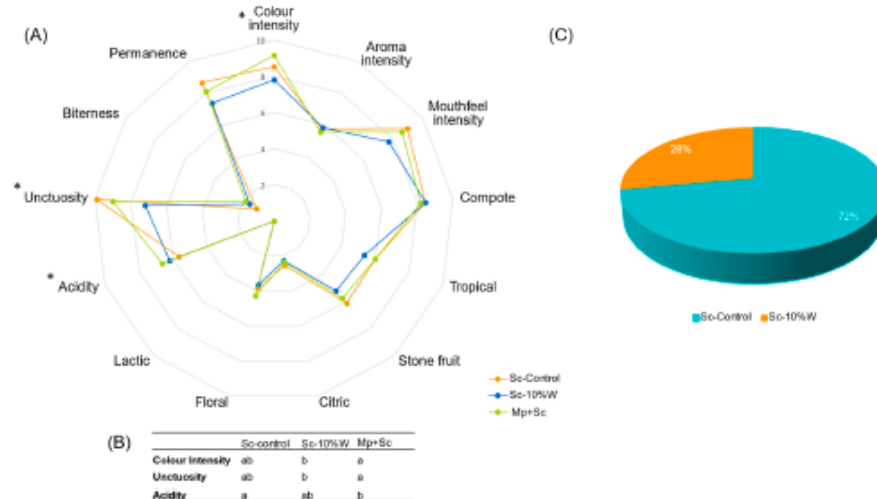 (A)
* Colour
intensity
Aroma
intensity
Mouthfeel
intensity
Compote
Tropical
Stone fruit
Citric
Floral
Lactic
* Acidity
* Unctuosity
Biterness
Permanence
10
8
6
4
2
Sc-Control
Sc-10%W
Mp+Sc
(B)
Sc-control Sc-10%W Mp+Sc
Colour Intensity ab b a
Unctuosity ab b a
Acidity a ab b
(C)
28%
72%
Sc-Control Sc-10%W